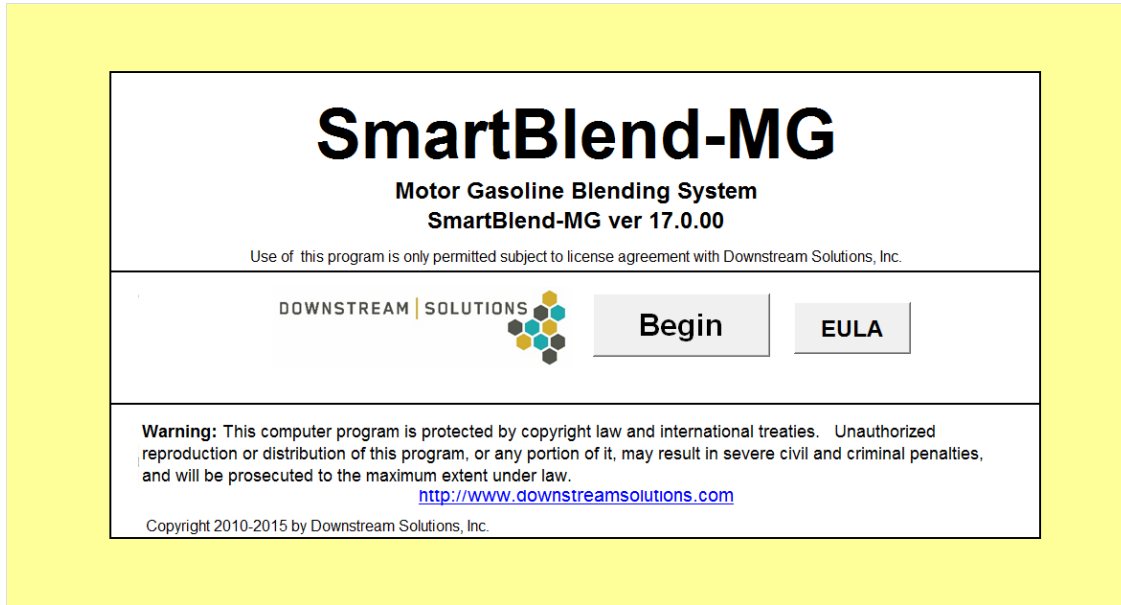 SmartBlend-MG
Motor Gasoline Blending System
SmartBlend-MG ver 17.0.00
Use of this program is only permitted subject to license agreement with Downstream Solutions, Inc.
DOWNSTREAM | SOLUTIONS
Begin
EULA
Warning: This computer program is protected by copyright law and international treaties. Unauthorized
reproduction or distribution of this program, or any portion of it, may result in severe civil and criminal penalties,
and will be prosecuted to the maximum extent under law.
http://www.downstreamsolutions.com
Copyright 2010-2015 by Downstream Solutions, Inc.